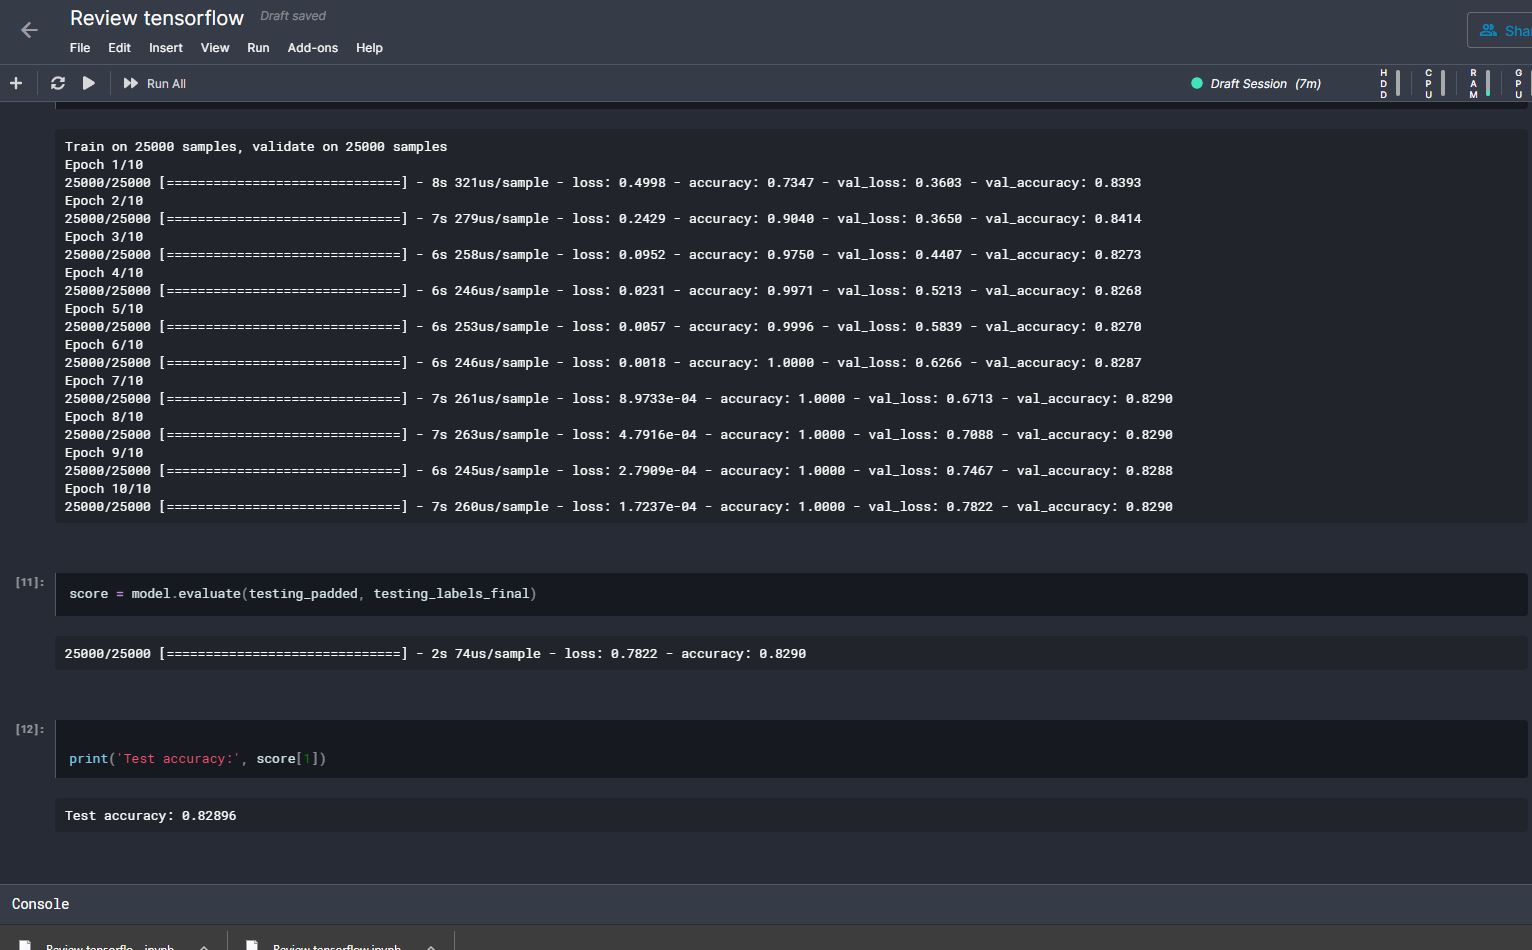 Review tensorflow Draft saved
File Edit Insert View Run Add-ons Help
Shar
Run All
Draft Session (7m)
HDD
CPU
RAM
GPU
Train on 25000 samples, validate on 25000 samples
Epoch 1/10
25000/25000 [==============================] - 8s 321us/sample - loss: 0.4998 - accuracy: 0.7347 - val_loss: 0.3603 - val_accuracy: 0.8393
Epoch 2/10
25000/25000 [==============================] - 7s 279us/sample - loss: 0.2429 - accuracy: 0.9040 - val_loss: 0.3650 - val_accuracy: 0.8414
Epoch 3/10
25000/25000 [==============================] - 6s 258us/sample - loss: 0.0952 - accuracy: 0.9750 - val_loss: 0.4407 - val_accuracy: 0.8273
Epoch 4/10
25000/25000 [==============================] - 6s 246us/sample - loss: 0.0231 - accuracy: 0.9971 - val_loss: 0.5213 - val_accuracy: 0.8268
Epoch 5/10
25000/25000 [==============================] - 6s 253us/sample - loss: 0.0057 - accuracy: 0.9996 - val_loss: 0.5839 - val_accuracy: 0.8270
Epoch 6/10
25000/25000 [==============================] - 6s 246us/sample - loss: 0.0018 - accuracy: 1.0000 - val_loss: 0.6266 - val_accuracy: 0.8287
Epoch 7/10
25000/25000 [==============================] - 7s 261us/sample - loss: 8.9733e-04 - accuracy: 1.0000 - val_loss: 0.6713 - val_accuracy: 0.8290
Epoch 8/10
25000/25000 [==============================] - 7s 263us/sample - loss: 4.7916e-04 - accuracy: 1.0000 - val_loss: 0.7088 - val_accuracy: 0.8290
Epoch 9/10
25000/25000 [==============================] - 6s 245us/sample - loss: 2.7909e-04 - accuracy: 1.0000 - val_loss: 0.7467 - val_accuracy: 0.8288
Epoch 10/10
25000/25000 [==============================] - 7s 260us/sample - loss: 1.7237e-04 - accuracy: 1.0000 - val_loss: 0.7822 - val_accuracy: 0.8290
[11]:
score = model.evaluate(testing_padded, testing_labels_final)
25000/25000 [==============================] - 2s 74us/sample - loss: 0.7822 - accuracy: 0.8290
[12]:
print('Test accuracy:', score[1])
Test accuracy: 0.82896
Console
Review tensorflo....ipynb Review tensorflow.ipynb